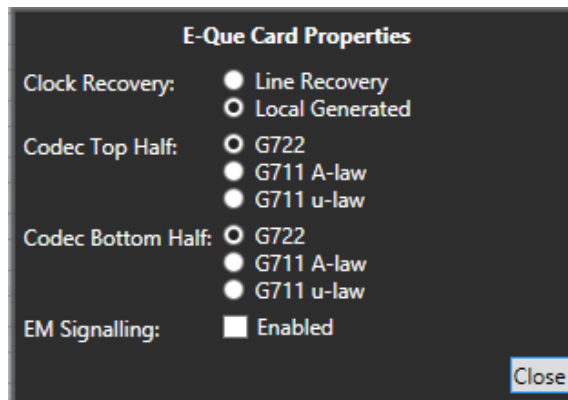 E-Que Card Properties
Clock Recovery: Line Recovery
Local Generated
Codec Top Half: G722
G711 A-law
G711 u-law
Codec Bottom Half: G722
G711 A-law
G711 u-law
EM Signalling: Enabled
Close